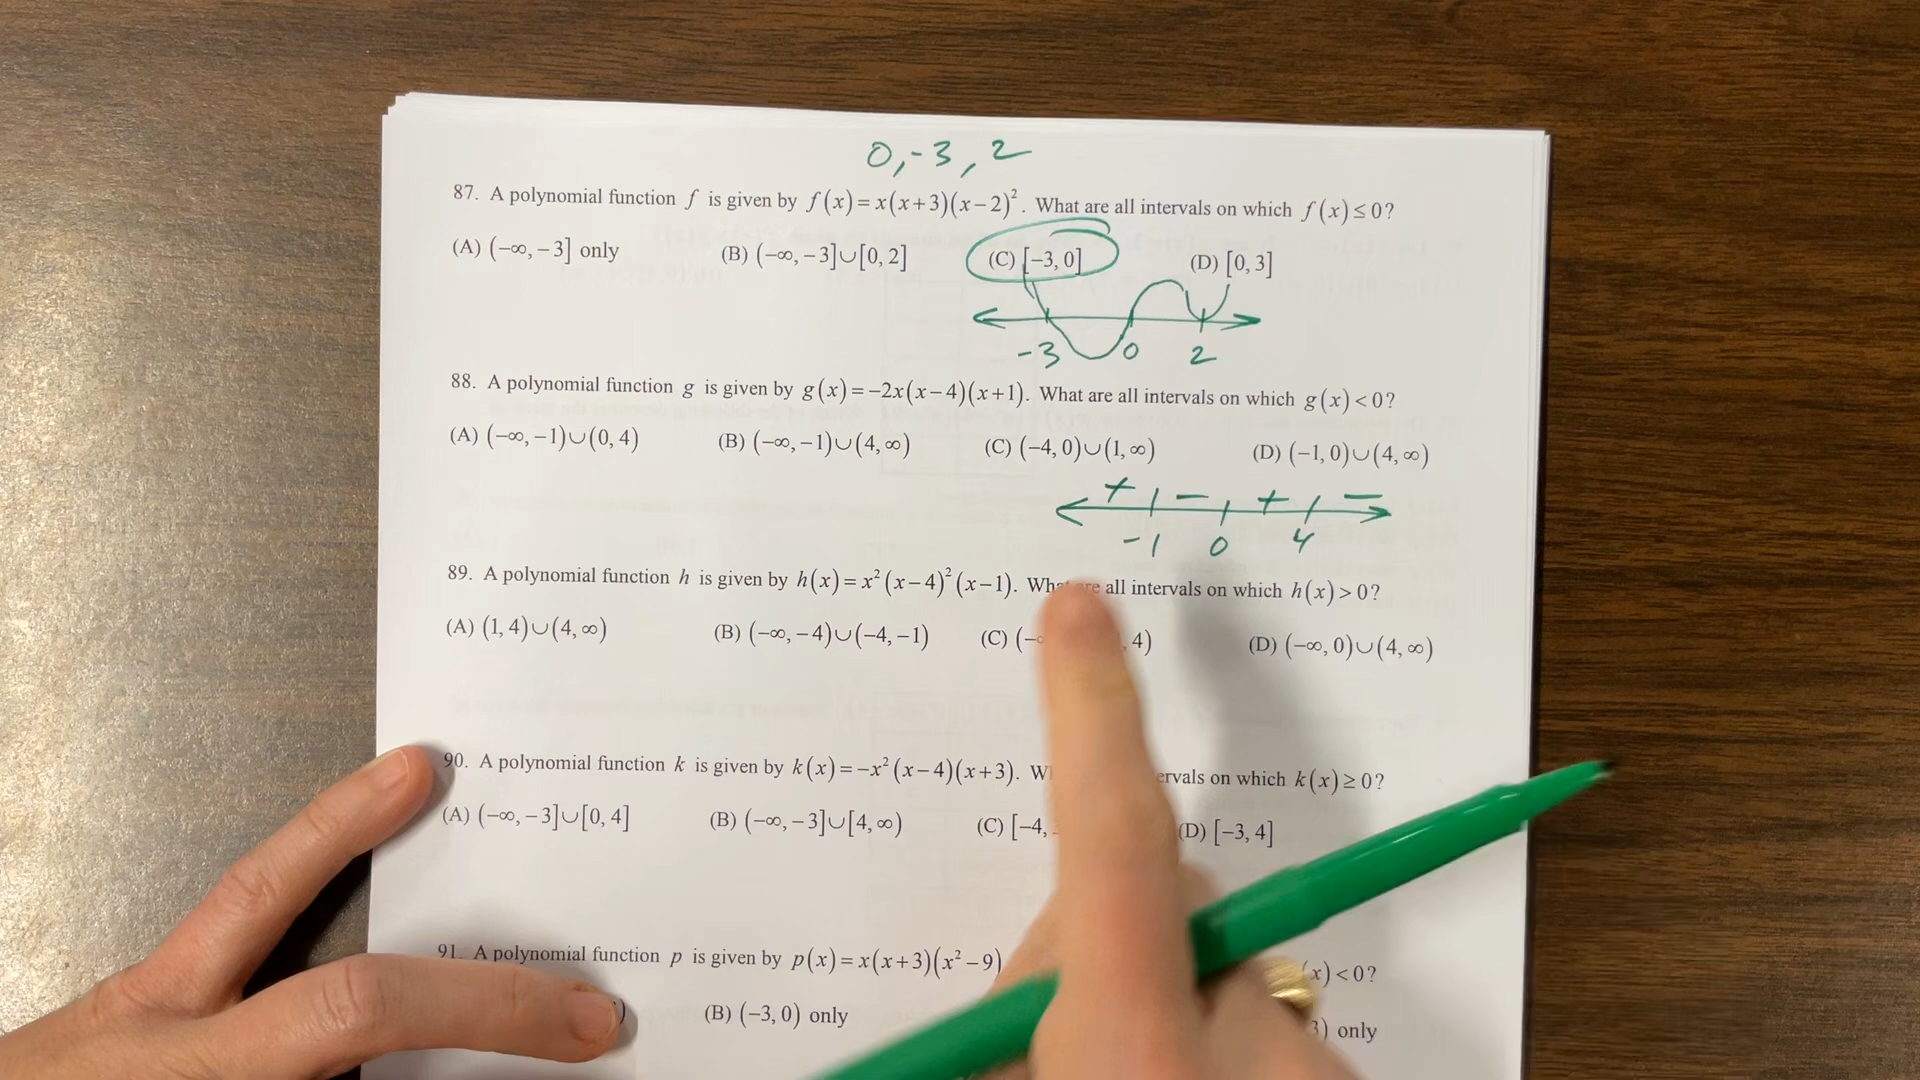 0, -3, 2
87. A polynomial function f is given by f(x)=x(x+3)(x-2)². What are all intervals on which f(x)≤0?
(A) (-∞, -3] only (B) (-∞, -3]∪[0, 2] (C) [-3, 0] (D) [0, 3]
-3 0 2
88. A polynomial function g is given by g(x)=-2x(x-4)(x+1). What are all intervals on which g(x)<0?
(A) (-∞, -1)∪(0, 4) (B) (-∞, -1)∪(4, ∞) (C) (-4, 0)∪(1, ∞) (D) (-1, 0)∪(4, ∞)
+ - + -
-1 0 4
89. A polynomial function h is given by h(x)=x²(x-4)²(x-1). What are all intervals on which h(x)>0?
(A) (1, 4)∪(4, ∞) (B) (-∞, -4)∪(-4, -1) (C) (- , 4) (D) (-∞, 0)∪(4, ∞)
90. A polynomial function k is given by k(x)=-x²(x-4)(x+3). on which k(x)≥0?
(A) (-∞, -3]∪[0, 4] (B) (-∞, -3]∪[4, ∞) (C) [-4, (D) [-3, 4]
91. A polynomial function p is given by p(x)=x(x+3)(x²-9) (x)<0?
) (B) (-3, 0) only ) only